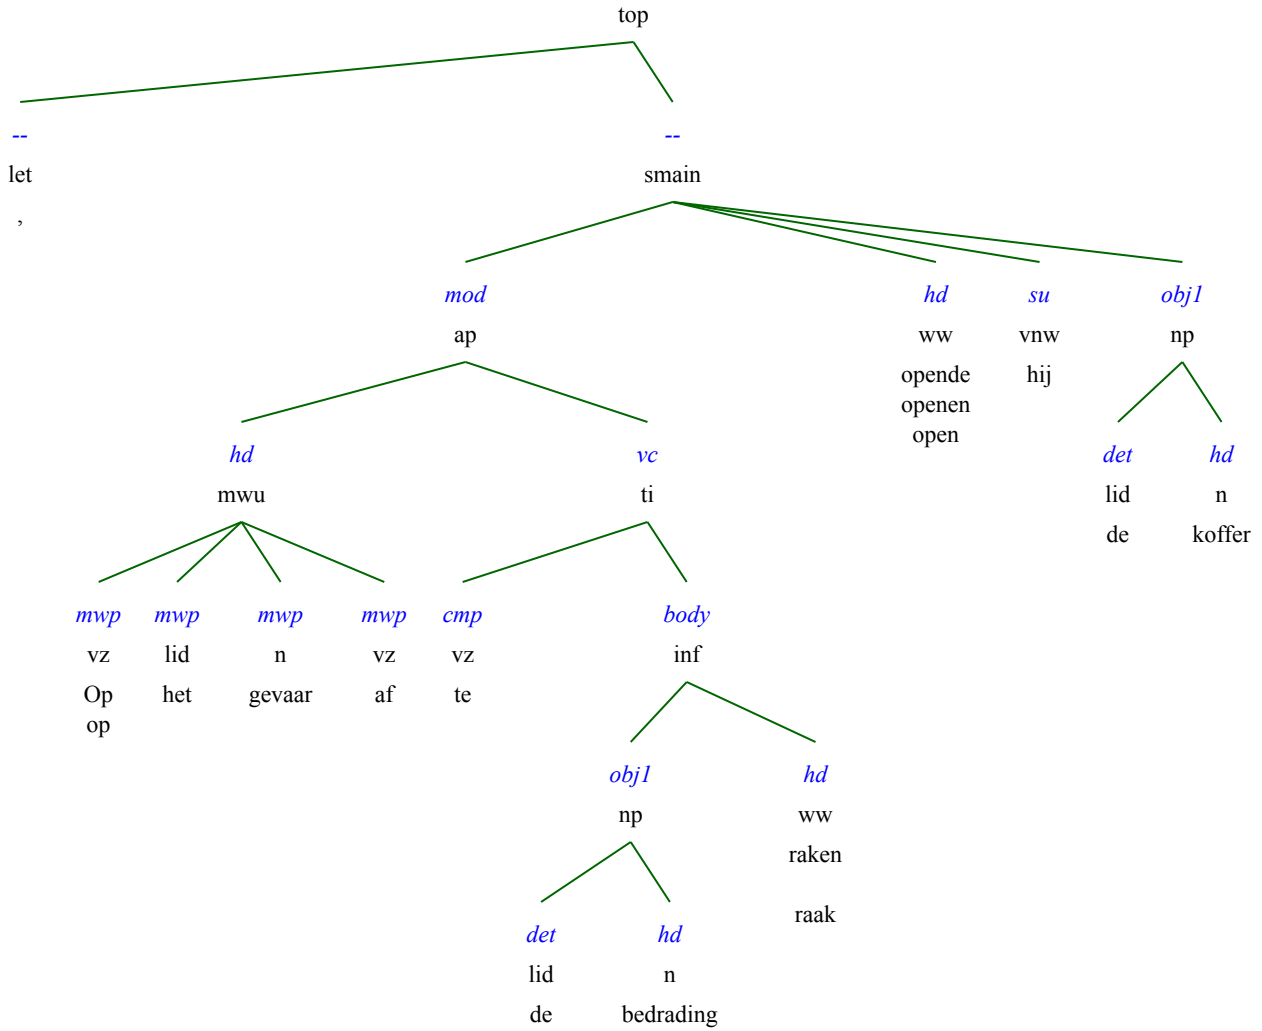 top
-- --
let smain
,
mod hd su obj1
ap ww vnw np
opende hij
openen
open
hd vc det hd
mwu ti lid n
de koffer
mwp mwp mwp mwp cmp body
vz lid n vz vz inf
Op het gevaar af te
op
obj1 hd
np ww
raken
raak
det hd
lid n
de bedrading